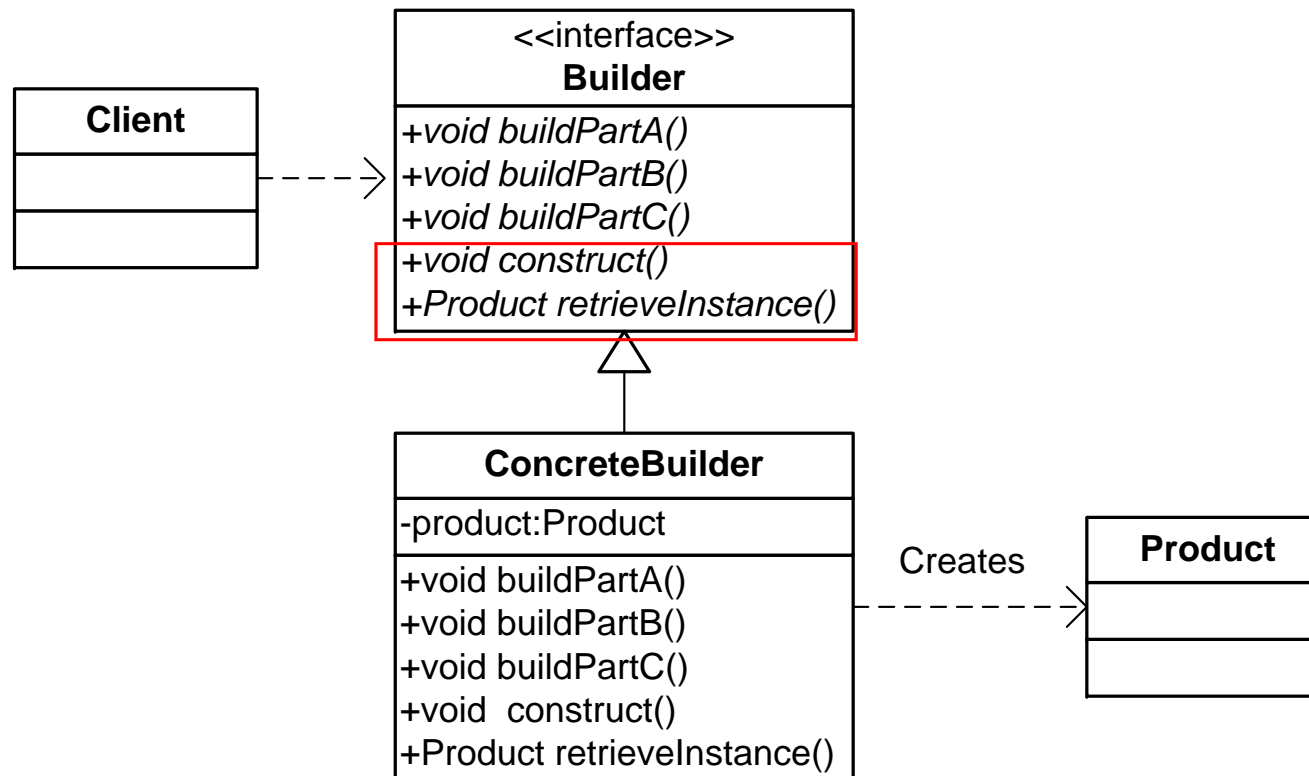 <<interface>>
Builder
+void buildPartA()
+void buildPartB()
+void buildPartC()
+void construct()
+Product retrieveInstance()
Client
ConcreteBuilder
-product:Product
+void buildPartA()
+void buildPartB()
+void buildPartC()
+void  construct()
+Product retrieveInstance()
Creates
Product